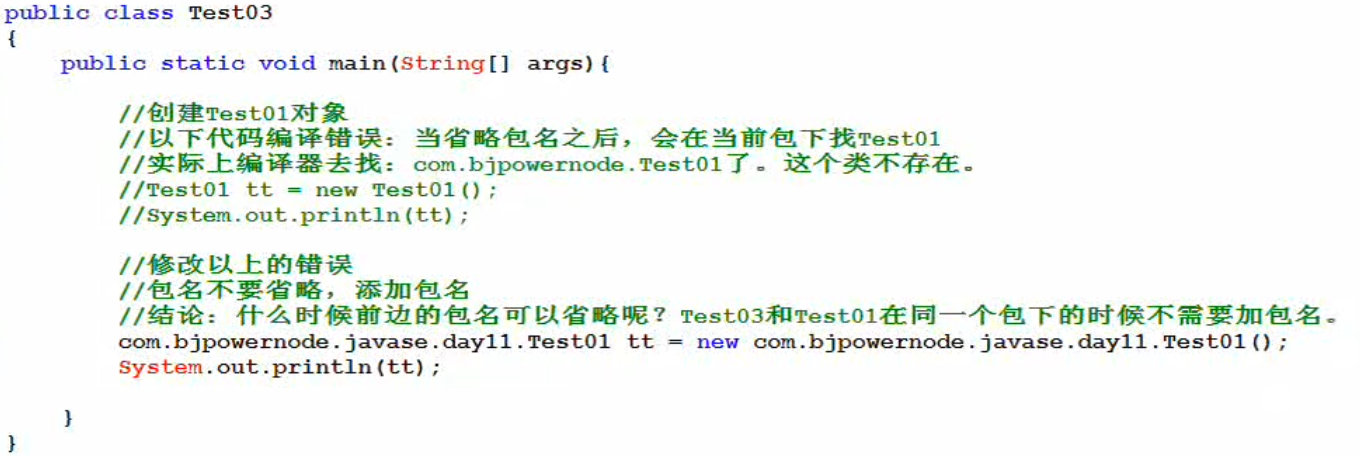 public class Test03
{
    public static void main(String[] args){

        //创建Test01对象
        //以下代码编译错误：当省略包名之后，会在当前包下找Test01
        //实际上编译器去找：com.bjpowernode.Test01了。这个类不存在。
        //Test01 tt = new Test01();
        //System.out.println(tt);

        //修改以上的错误
        //包名不要省略，添加包名
        //结论：什么时候前边的包名可以省略呢？Test03和Test01在同一个包下的时候不需要加包名。
        com.bjpowernode.javase.day11.Test01 tt = new com.bjpowernode.javase.day11.Test01();
        System.out.println(tt);

    }
}